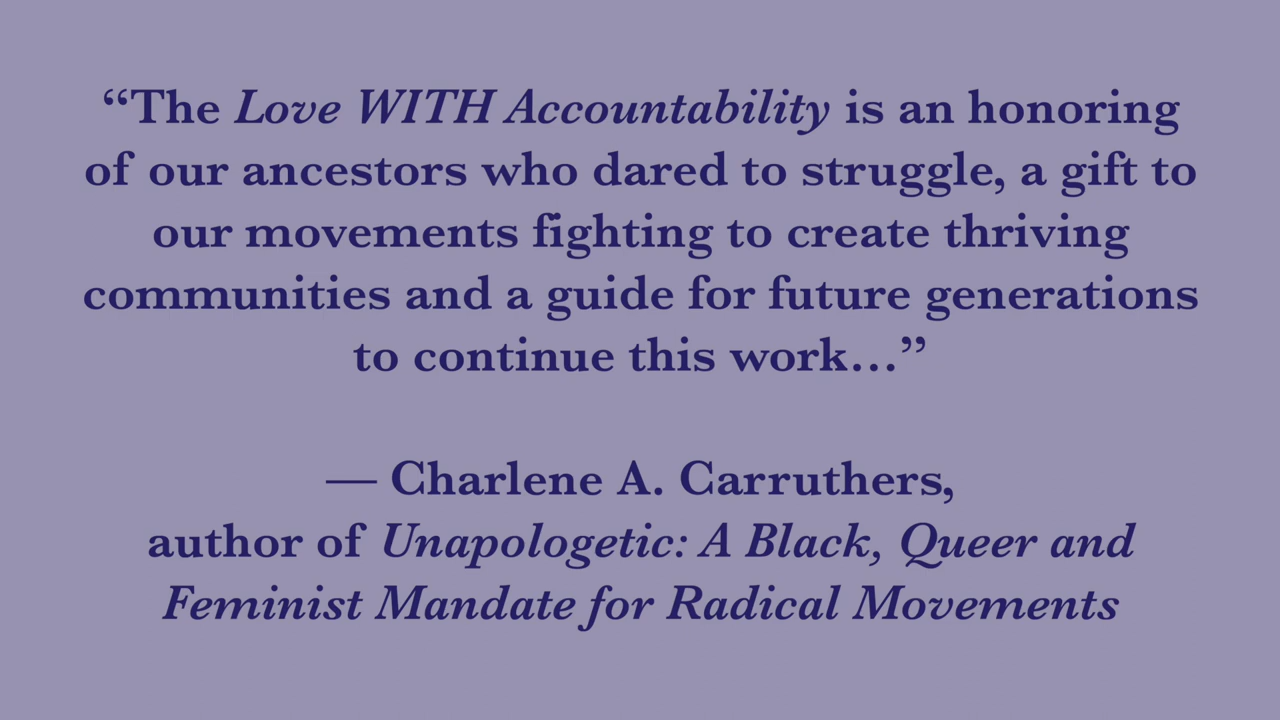 “The Love WITH Accountability is an honoring
of our ancestors who dared to struggle, a gift to
our movements fighting to create thriving
communities and a guide for future generations
to continue this work…”
— Charlene A. Carruthers,
author of Unapologetic: A Black, Queer and
Feminist Mandate for Radical Movements